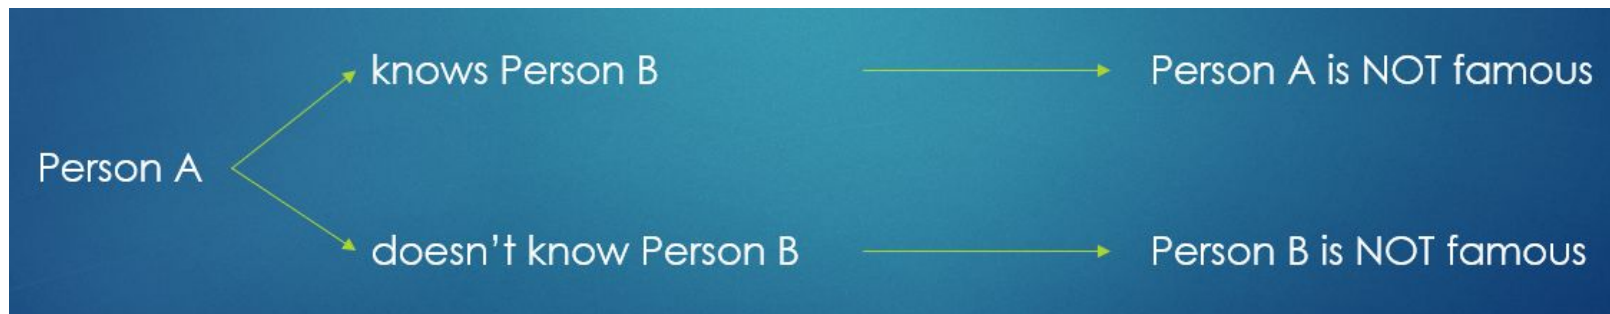 knows Person B
Person A is NOT famous
Person A
doesn't know Person B
Person B is NOT famous